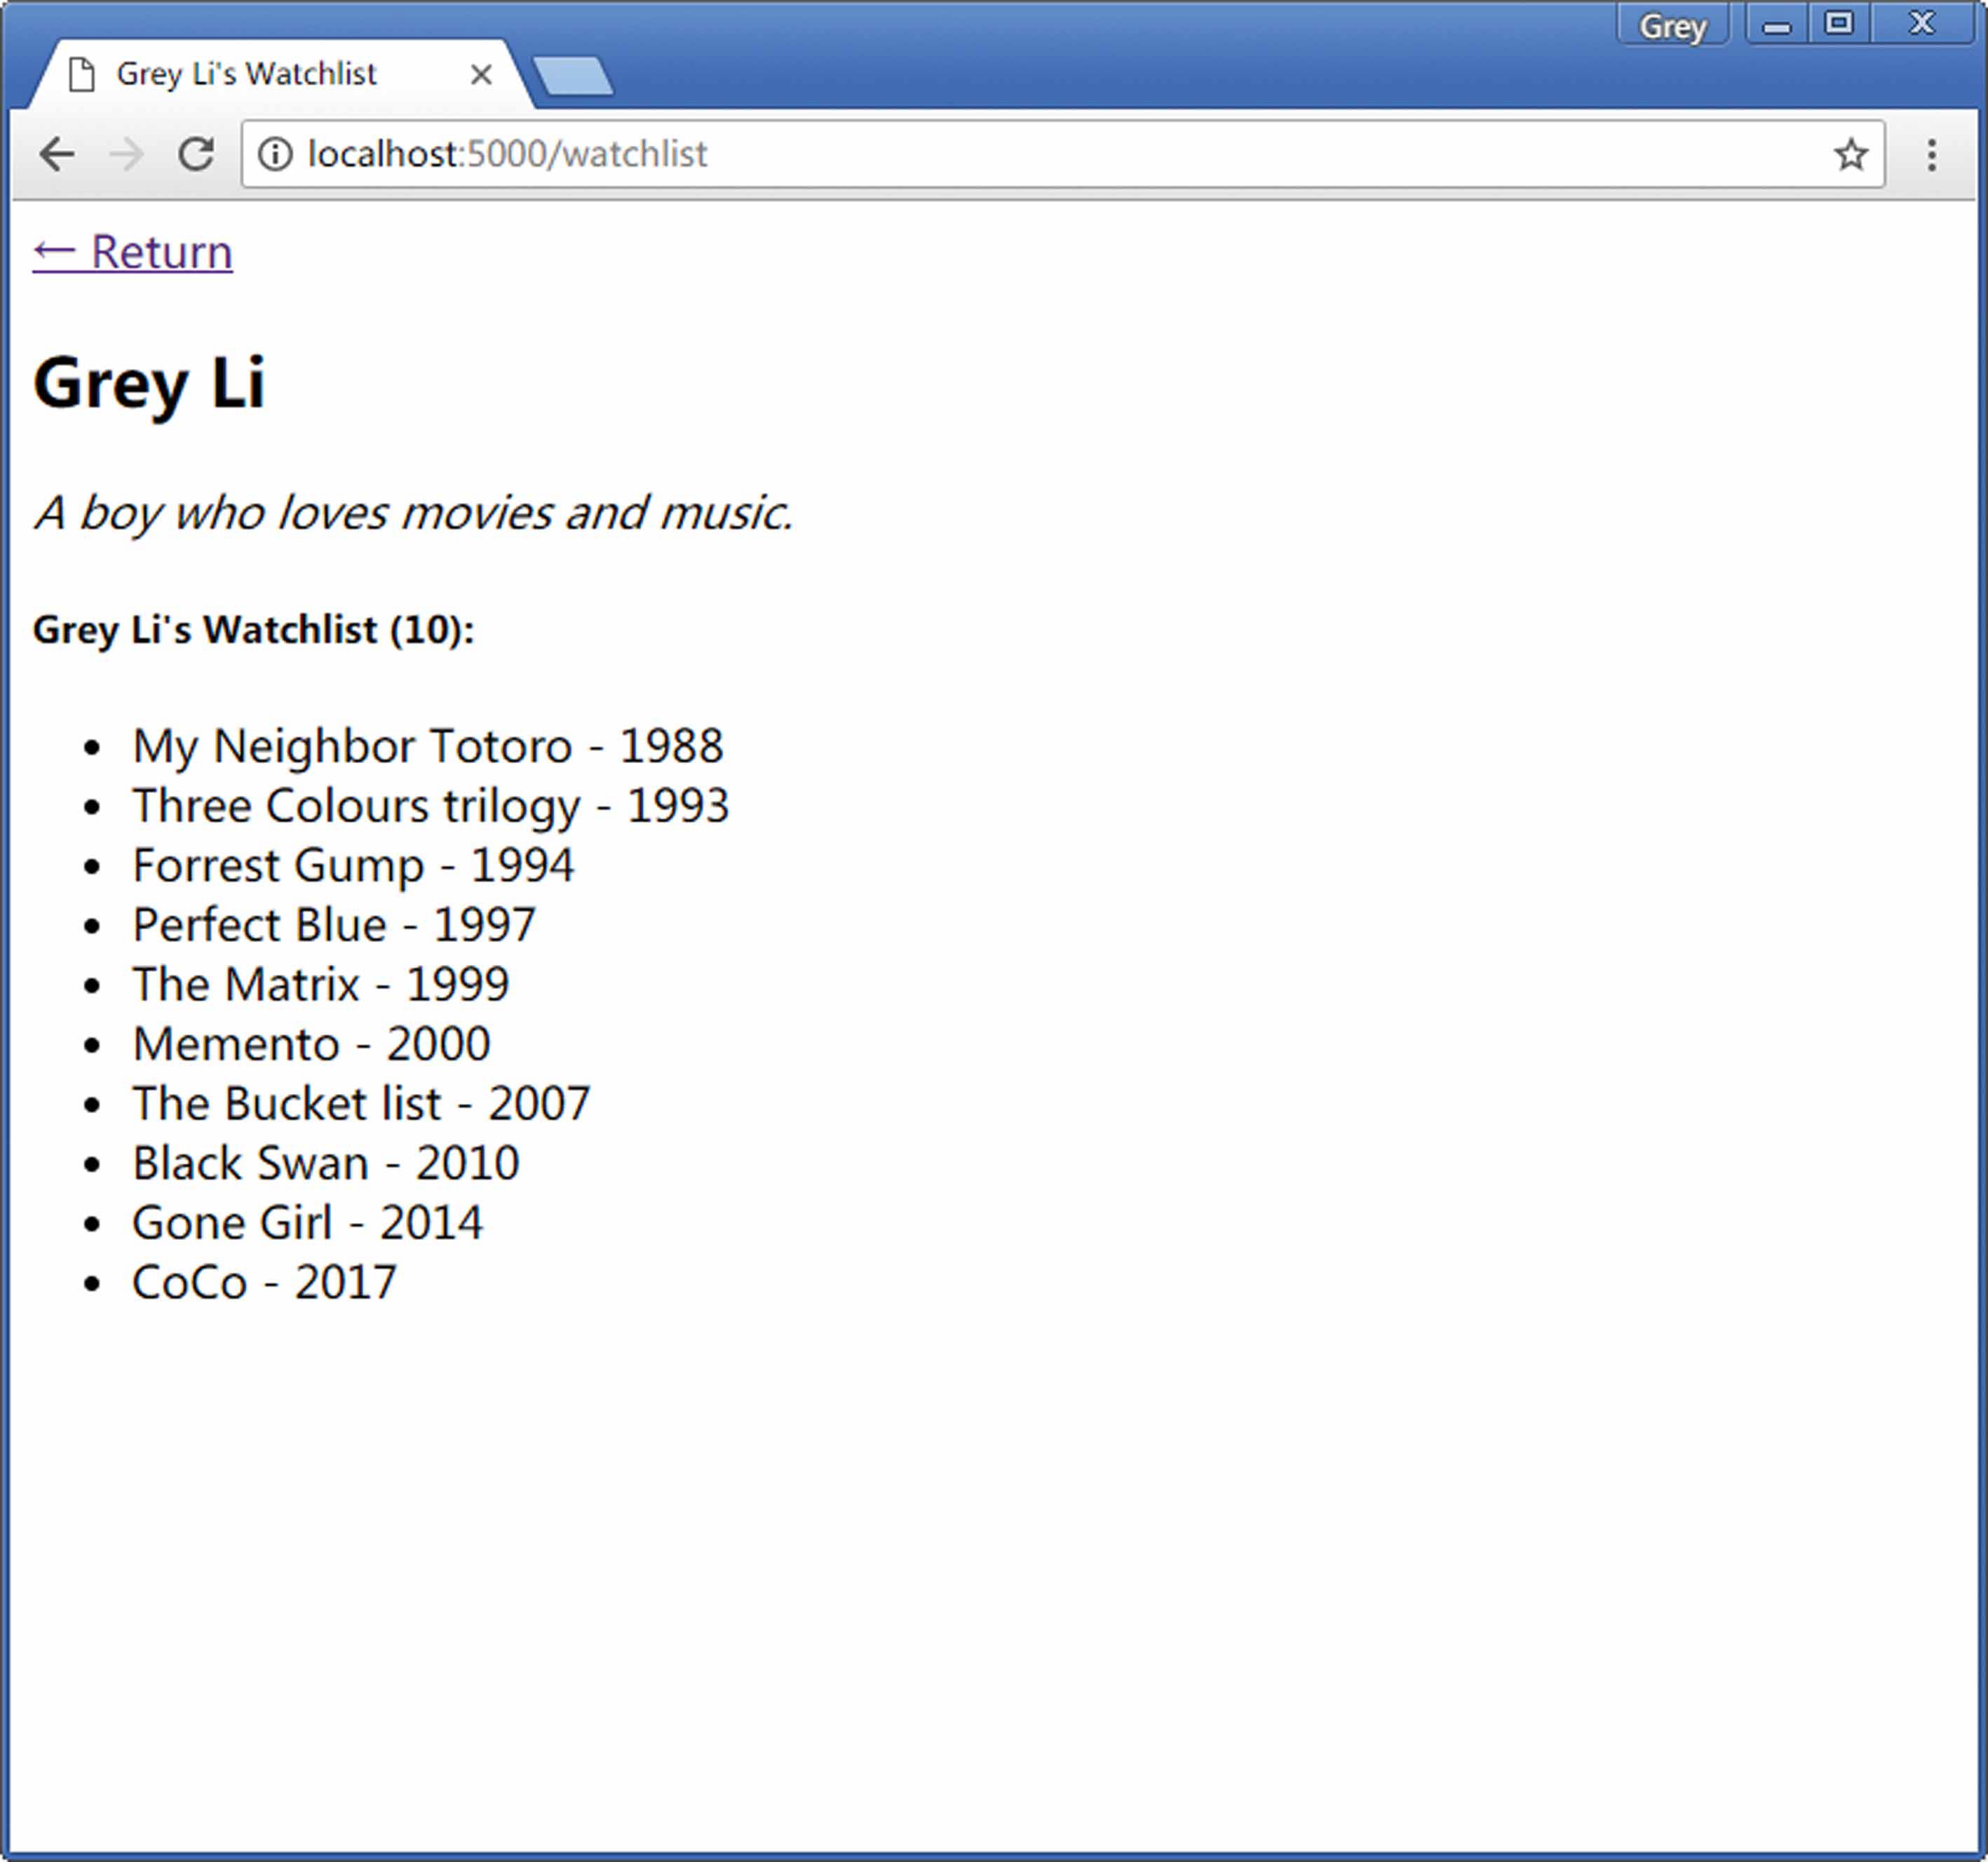 Grey
Grey Li's Watchlist
localhost:5000/watchlist
← Return
Grey Li
A boy who loves movies and music.
Grey Li's Watchlist (10):
• My Neighbor Totoro - 1988
• Three Colours trilogy - 1993
• Forrest Gump - 1994
• Perfect Blue - 1997
• The Matrix - 1999
• Memento - 2000
• The Bucket list - 2007
• Black Swan - 2010
• Gone Girl - 2014
• CoCo - 2017